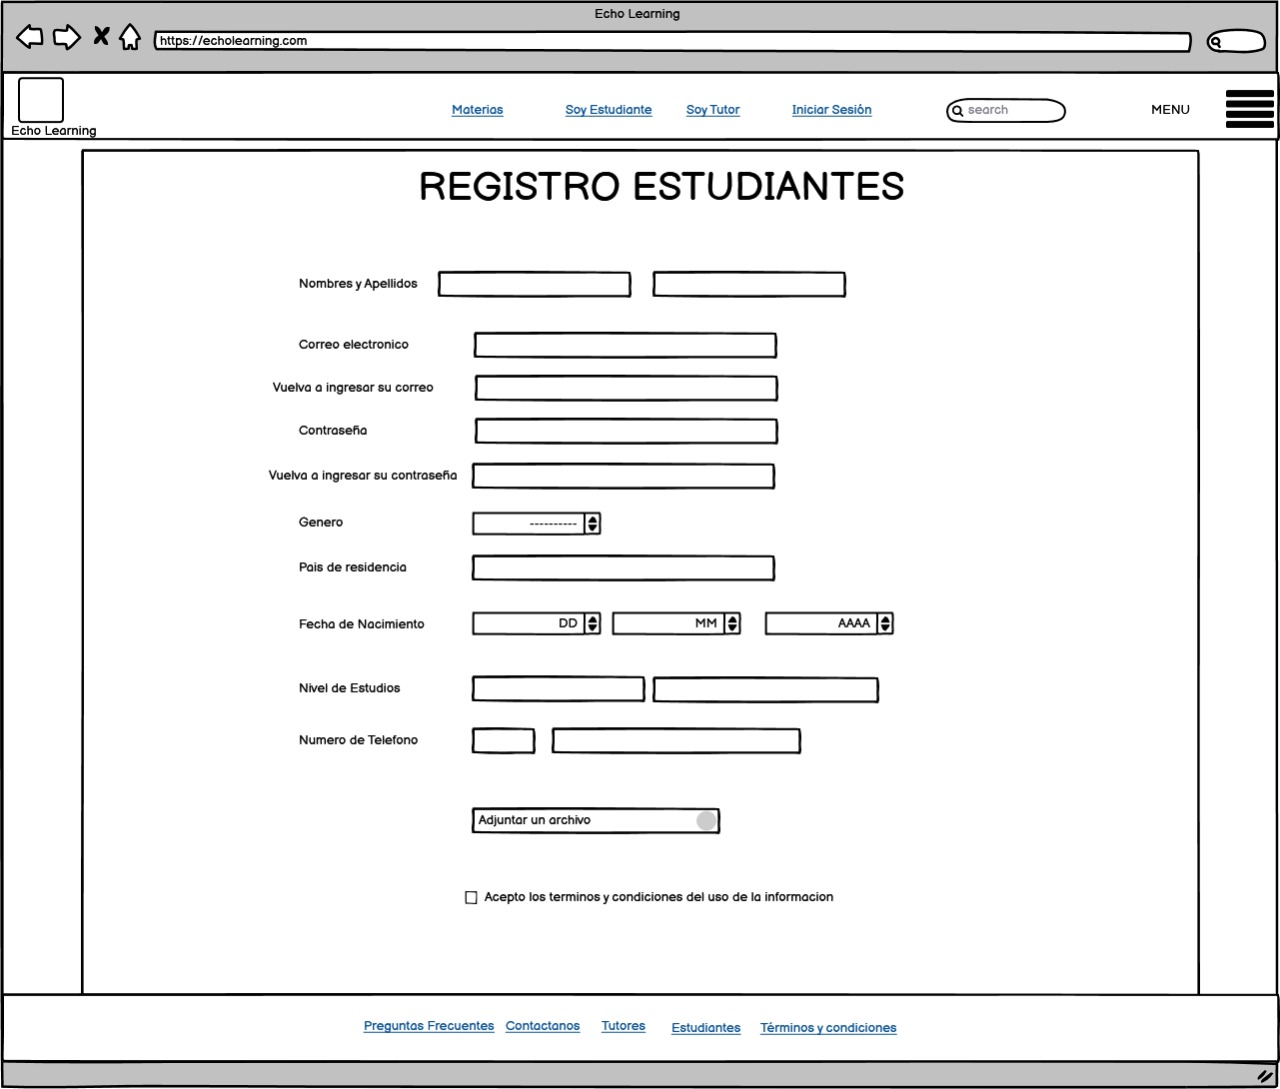 Echo Learning
https://echolearning.com
Echo Learning
Materias Soy Estudiante Soy Tutor Iniciar Sesión search MENU
REGISTRO ESTUDIANTES
Nombres y Apellidos
Correo electronico
Vuelva a ingresar su correo
Contraseña
Vuelva a ingresar su contraseña
Genero ----------
Pais de residencia
Fecha de Nacimiento DD MM AAAA
Nivel de Estudios
Numero de Telefono
Adjuntar un archivo
Acepto los terminos y condiciones del uso de la informacion
Preguntas Frecuentes Contactanos Tutores Estudiantes Términos y condiciones